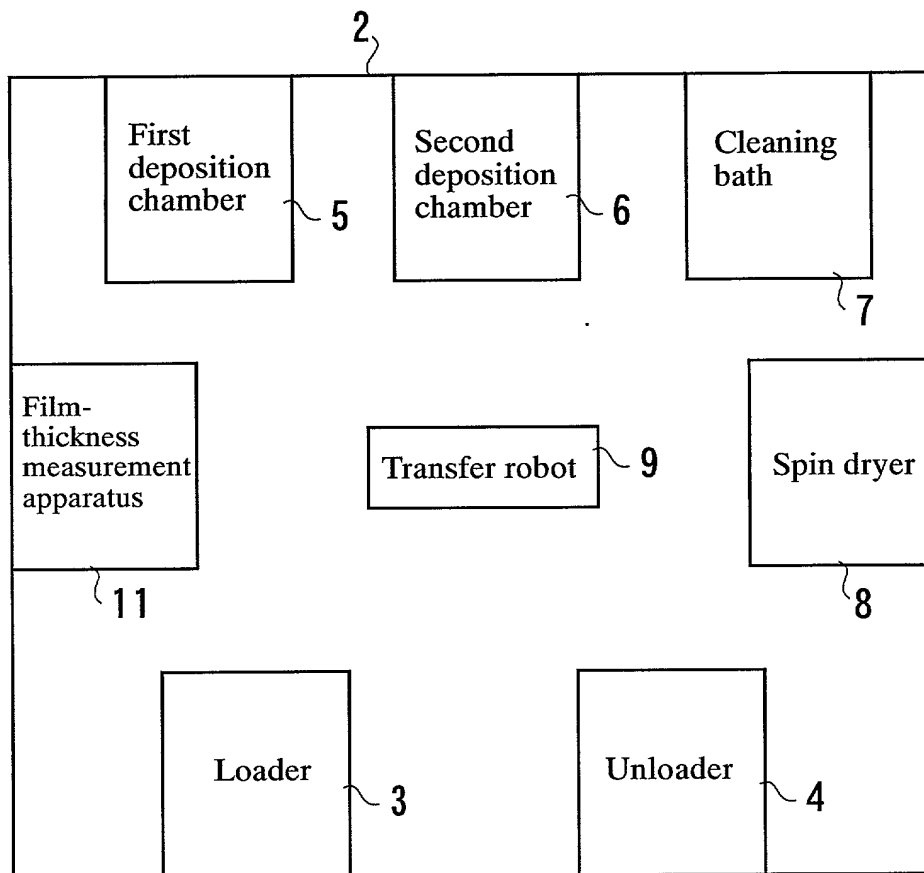 2
First
deposition
chamber
5
Second
deposition
chamber
6
Cleaning
bath
7
Film-
thickness
measurement
apparatus
11
Transfer robot
9
Spin dryer
8
Loader
3
Unloader
4